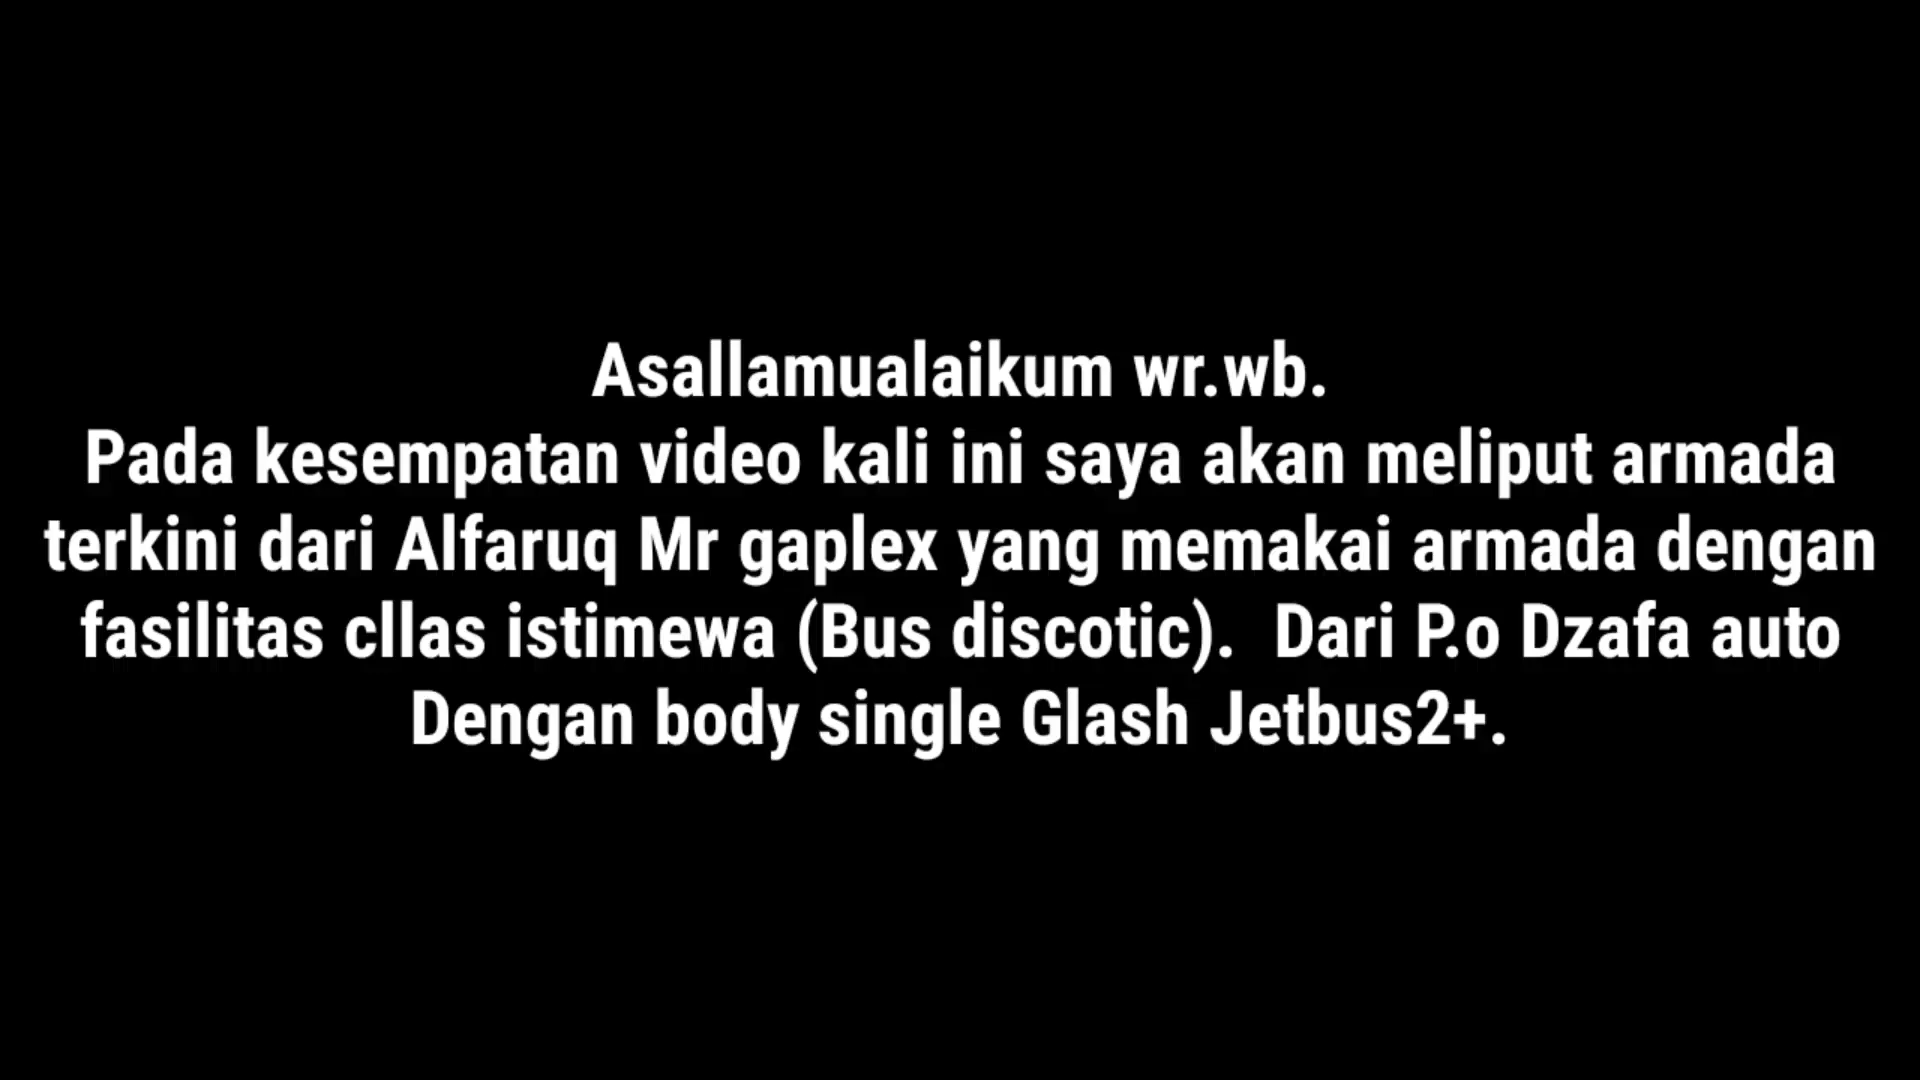 Asallamualaikum wr.wb.
Pada kesempatan video kali ini saya akan meliput armada
terkini dari Alfaruq Mr gaplex yang memakai armada dengan
fasilitas cllas istimewa (Bus discotic).  Dari P.o Dzafa auto
Dengan body single Glash Jetbus2+.